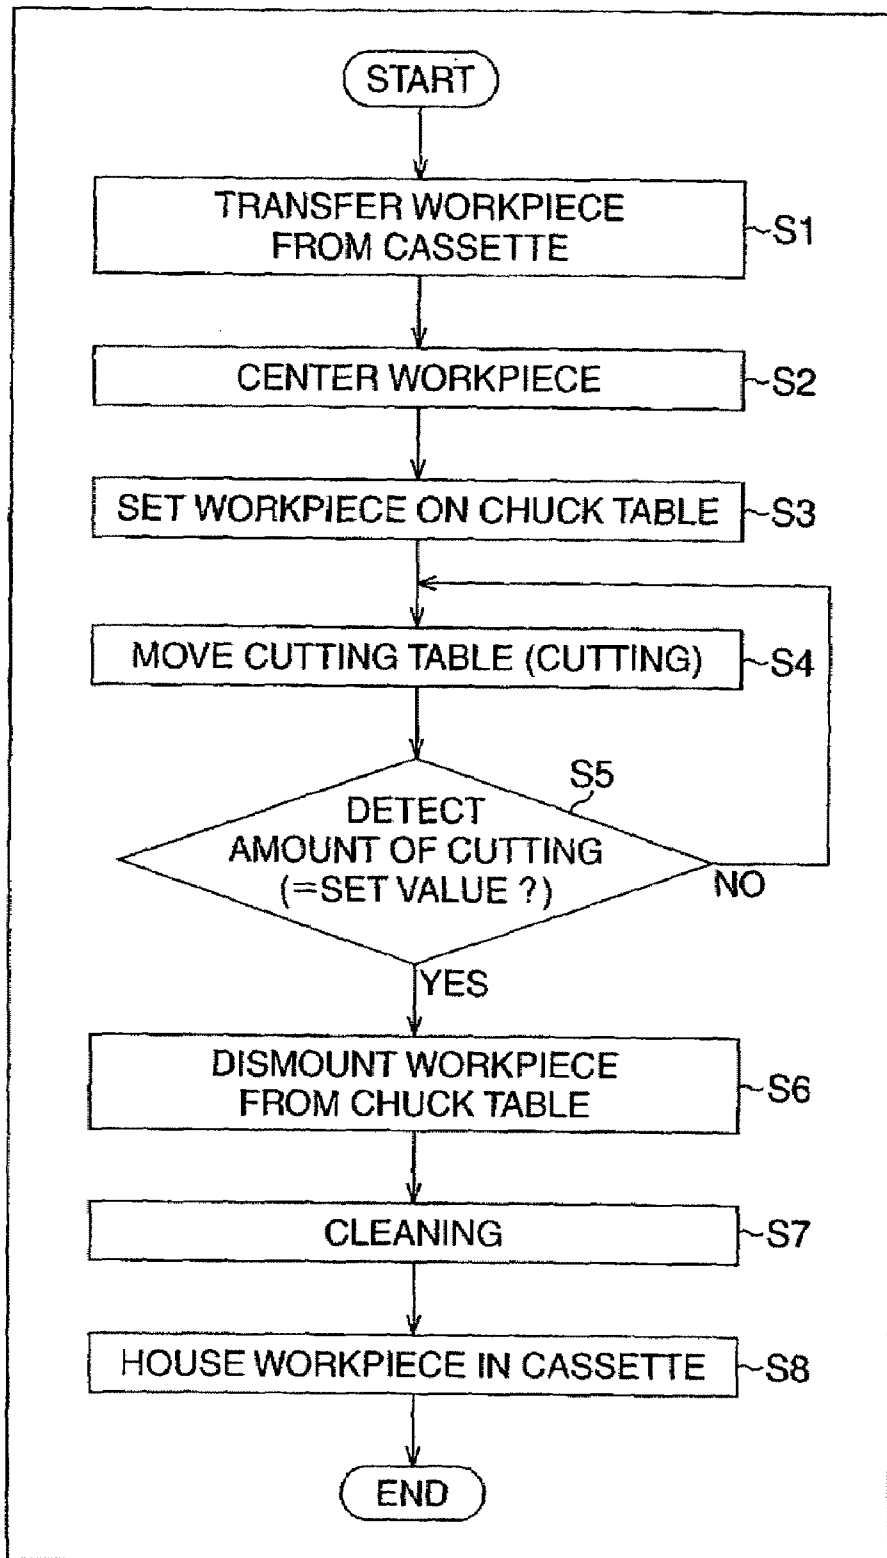 START
TRANSFER WORKPIECE
FROM CASSETTE
S1
CENTER WORKPIECE
S2
SET WORKPIECE ON CHUCK TABLE
S3
MOVE CUTTING TABLE (CUTTING)
S4
S5
DETECT
AMOUNT OF CUTTING
(=SET VALUE ?)
NO
YES
DISMOUNT WORKPIECE
FROM CHUCK TABLE
S6
CLEANING
S7
HOUSE WORKPIECE IN CASSETTE
S8
END